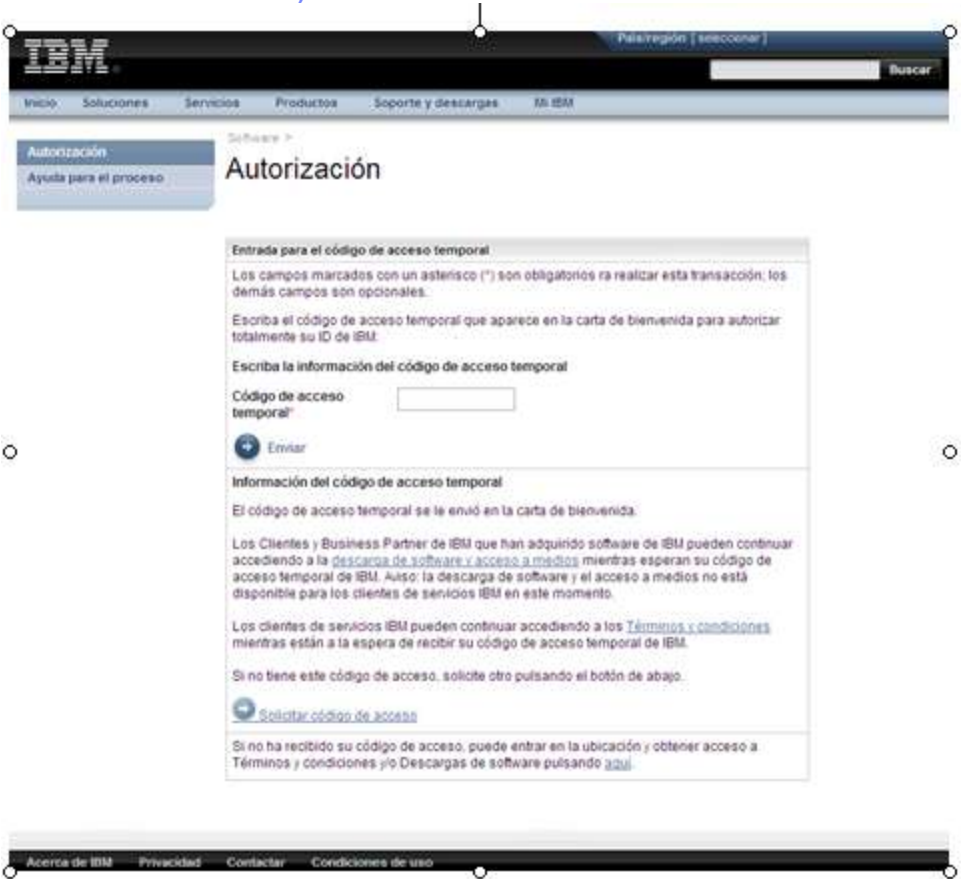 País/región [ seleccionar ]
IBM
Buscar
Inicio Soluciones Servicios Productos Soporte y descargas Mi IBM
Software >
Autorización
Ayuda para el proceso
Autorización
Entrada para el código de acceso temporal
Los campos marcados con un asterisco (*) son obligatorios ra realizar esta transacción; los
demás campos son opcionales.
Escriba el código de acceso temporal que aparece en la carta de bienvenida para autorizar
totalmente su ID de IBM:
Escriba la información del código de acceso temporal
Código de acceso
temporal*
Enviar
Información del código de acceso temporal
El código de acceso temporal se le envió en la carta de bienvenida.
Los Clientes y Business Partner de IBM que han adquirido software de IBM pueden continuar
accediendo a la descarga de software y acceso a medios mientras esperan su código de
acceso temporal de IBM. Aviso: la descarga de software y el acceso a medios no está
disponible para los clientes de servicios IBM en este momento.
Los clientes de servicios IBM pueden continuar accediendo a los Términos y condiciones
mientras están a la espera de recibir su código de acceso temporal de IBM.
Si no tiene este código de acceso, solicite otro pulsando el botón de abajo.
Solicitar código de acceso
Si no ha recibido su código de acceso, puede entrar en la ubicación y obtener acceso a
Términos y condiciones y/o Descargas de software pulsando aquí.
Acerca de IBM Privacidad Contactar Condiciones de uso